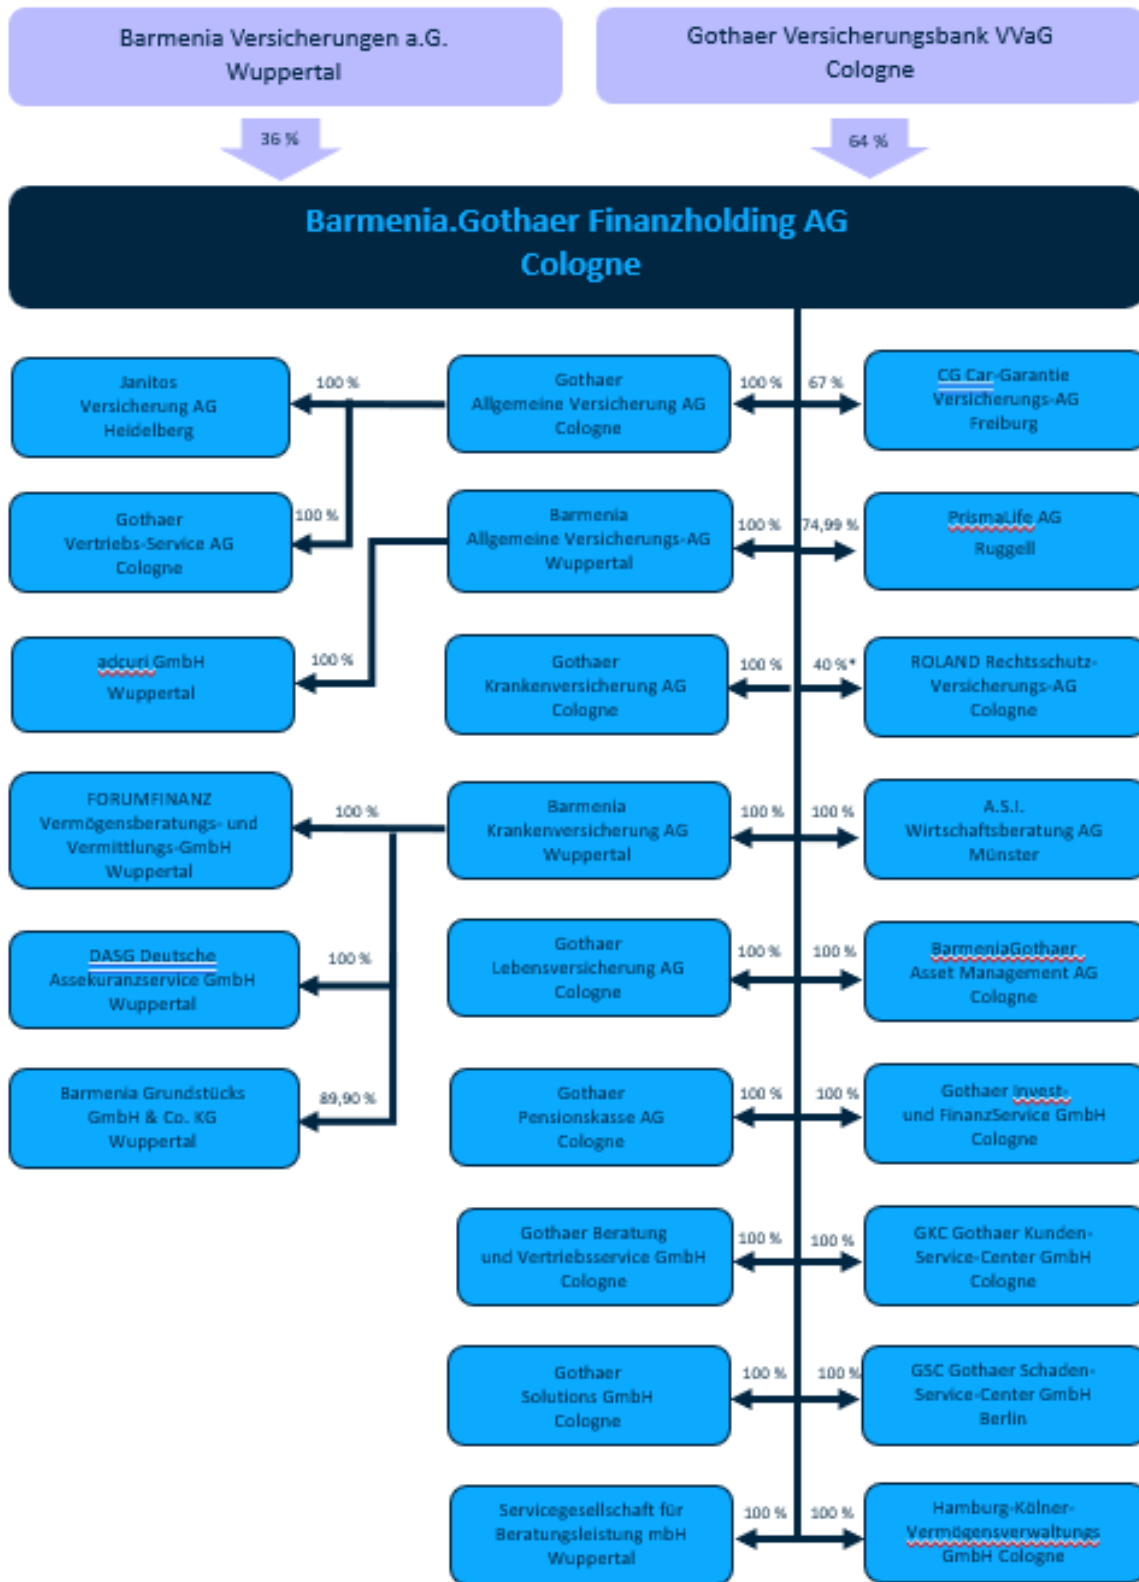 Barmenia Versicherungen a.G.
Wuppertal
Gothaer Versicherungsbank VVaG
Cologne
36 %
64 %
Barmenia.Gothaer Finanzholding AG
Cologne
Janitos
Versicherung AG
Heidelberg
100 %
Gothaer
Allgemeine Versicherung AG
Cologne
100 %
67 %
CG Car-Garantie
Versicherungs-AG
Freiburg
Gothaer
Vertriebs-Service AG
Cologne
100 %
Barmenia
Allgemeine Versicherungs-AG
Wuppertal
100 %
74,99 %
PrismaLife AG
Ruggell
adcuri GmbH
Wuppertal
100 %
Gothaer
Krankenversicherung AG
Cologne
100 %
40 %*
ROLAND Rechtsschutz-
Versicherungs-AG
Cologne
FORUMFINANZ
Vermögensberatungs- und
Vermittlungs-GmbH
Wuppertal
100 %
Barmenia
Krankenversicherung AG
Wuppertal
100 %
100 %
A.S.I.
Wirtschaftsberatung AG
Münster
DASG Deutsche
Assekuranzservice GmbH
Wuppertal
100 %
Gothaer
Lebensversicherung AG
Cologne
100 %
100 %
BarmeniaGothaer
Asset Management AG
Cologne
Barmenia Grundstücks
GmbH & Co. KG
Wuppertal
89,90 %
Gothaer
Pensionskasse AG
Cologne
100 %
100 %
Gothaer Invest-
und FinanzService GmbH
Cologne
Gothaer Beratung
und Vertriebsservice GmbH
Cologne
100 %
100 %
GKC Gothaer Kunden-
Service-Center GmbH
Cologne
Gothaer
Solutions GmbH
Cologne
100 %
100 %
GSC Gothaer Schaden-
Service-Center GmbH
Berlin
Servicegesellschaft für
Beratungsleistung mbH
Wuppertal
100 %
100 %
Hamburg-Kölner-
Vermögensverwaltungs
GmbH Cologne